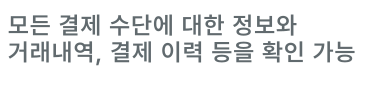 모든 결제 수단에 대한 정보와
거래내역, 결제 이력 등을 확인 가능